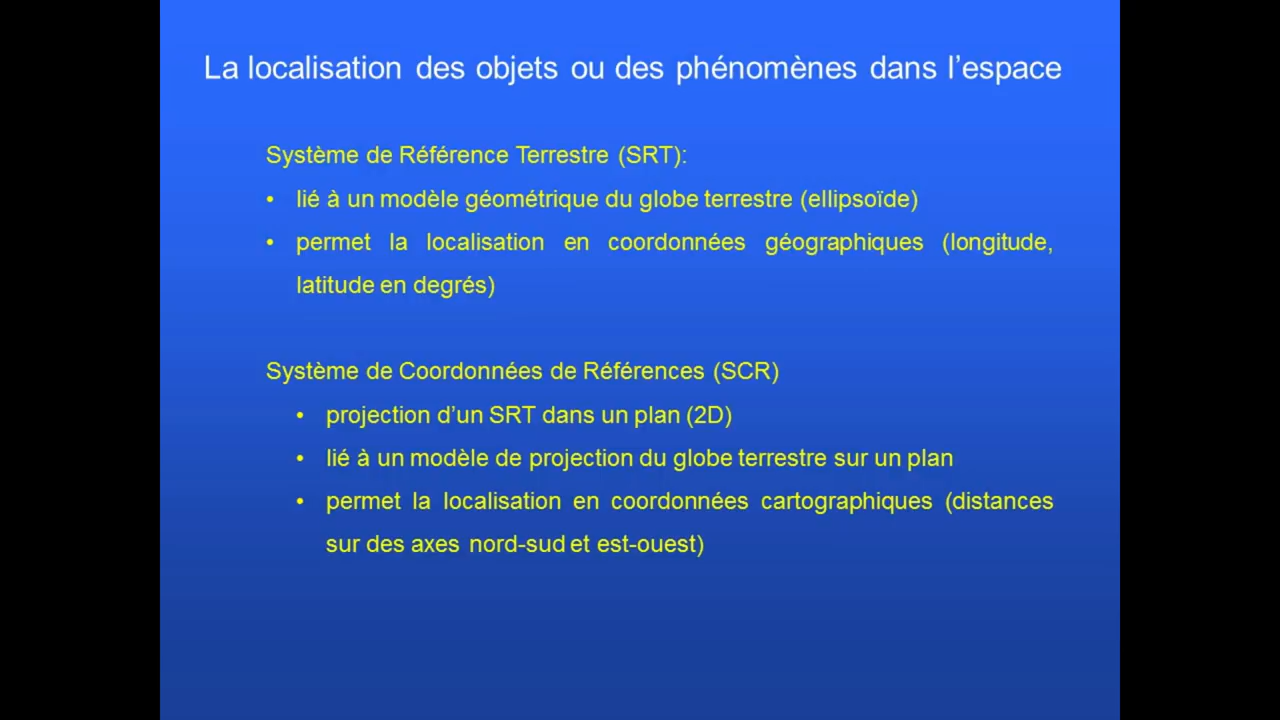 La localisation des objets ou des phénomènes dans l’espace
Système de Référence Terrestre (SRT):
• lié à un modèle géométrique du globe terrestre (ellipsoïde)
• permet la localisation en coordonnées géographiques (longitude,
latitude en degrés)
Système de Coordonnées de Références (SCR)
• projection d’un SRT dans un plan (2D)
• lié à un modèle de projection du globe terrestre sur un plan
• permet la localisation en coordonnées cartographiques (distances
sur des axes nord-sud et est-ouest)